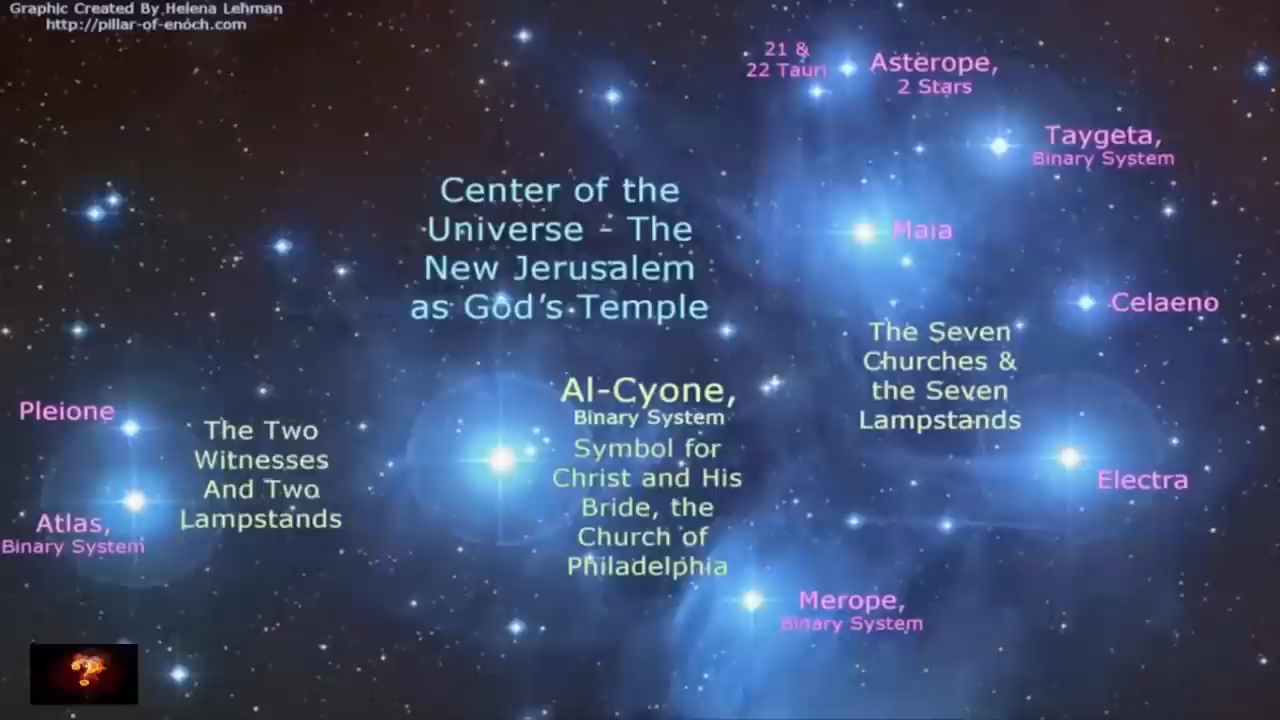 Graphic Created By Helena Lehman
http://pillar-of-enoch.com
21 &
22 Tauri
Asterope,
2 Stars
Taygeta,
Binary System
Center of the
Universe - The
New Jerusalem
as God's Temple
Maia
Celaeno
The Seven
Churches &
the Seven
Lampstands
Al-Cyone,
Binary System
Symbol for
Christ and His
Bride, the
Church of
Philadelphia
Pleione
The Two
Witnesses
And Two
Lampstands
Atlas,
Binary System
Electra
Merope,
Binary System
?